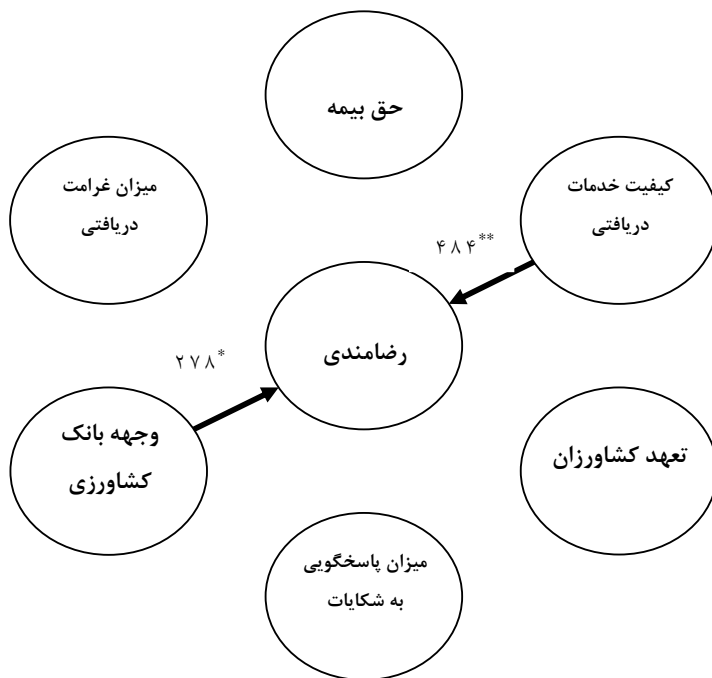 حق بیمه
کیفیت خدمات
دریافتی
میزان غرامت
دریافتی
۴۸۴**
رضامندی
۲۷۸*
وجهه بانک
کشاورزی
تعهد کشاورزان
میزان پاسخگویی
به شکایات